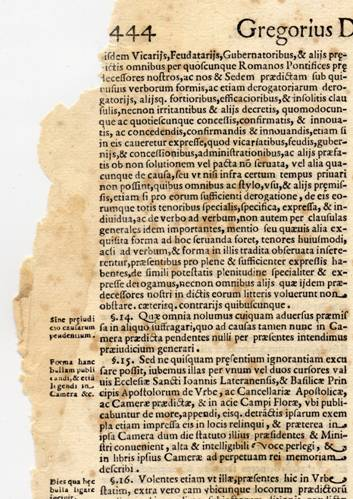 444 Gregorius D
isdem Vicarijs, Feudatarijs, Gubernatoribus, & alijs præ-
dictis omnibus per quoscunque Romanos Pontifices præ
decessores nostros, ac nos & Sedem prædictam sub qui-
busuis verborum formis, ac etiam derogatoriarum dero-
gatorijs, alijsq. fortioribus, efficacioribus, & insolitis clau
sulis, necnon irritantibus & alijs decretis, quomodocun-
que ac quotiescunque concessis, confirmatis, & innoua-
tis, ac concedendis, confirmandis & innouandis, etiam si
in eis caueretur expresse, quod vicariatibus, feudis, guber-
nijs, & concessionibus, administrationibus, ac alijs præfa-
tis ob non solutionem vel pacta nō seruata, vel alia qua-
cunque de causa, seu vt nisi infra certum tempus priuari
non possint, quibus omnibus ac stylo, vsu, & alijs præmis-
sis, etiam si pro eorum sufficienti derogatione, de eis eo-
rumque totis tenoribus specialis, specifica, expressa, & in-
diuidua, ac de verbo ad verbum, non autem per clausulas
generales idem importantes, mentio seu quæuis alia ex-
quisita forma ad hoc seruanda foret, tenores huiusmodi,
acsi ad verbum, & forma in illis tradita obseruata insere-
rentur, præsentibus pro plene & sufficienter expressis ha-
bentes, de simili potestatis plenitudine specialiter & ex-
presse derogamus, necnon omnibus alijs quæ ijdem præ-
decessores nostri in dictis eorum litteris voluerunt non
obstare, cæterisq. contrarijs quibuscunque.
Sine preiudi
cio causarum
pendentium.
§. 14. Quæ omnia nolumus cuiquam aduersus præmis
sa in aliquo suffragari, quo ad causas tamen nunc in Ca-
mera prædicta pendentes nulli per præsentes intendimus
præiudicium generari.
Forma hanc
bullam publi
candi, & etiā
legendi in
Camera &c.
§. 15. Sed ne quisquam præsentium ignorantiam excu
sare possit, iubemus illas per vnum vel duos cursores val
uis Ecclesiæ Sancti Ioannis Lateranensis, & Basilicæ Prin
cipis Apostolorum de Vrbe, ac Cancellariæ Apostolicæ,
ac Cameræ prædictæ, & in acie Campi Floræ, vbi publi-
cabuntur de more, appendi, eisq. detractis ipsarum exem
pla etiam impressa eis in locis relinqui, & præterea in
ipsa Camera dum die statuto illius præsidentes & Mini-
stri conuenient, alta & intelligibili voce perlegi, &
in libris ipsius Cameræ ad perpetuam rei memoriam
describi.
Dies qua hęc
bulla ligare
§. 16. Volentes etiam vt illæ præsentes hic in Vrbe
statim, extra vero eam vbicunque locorum prædictorū